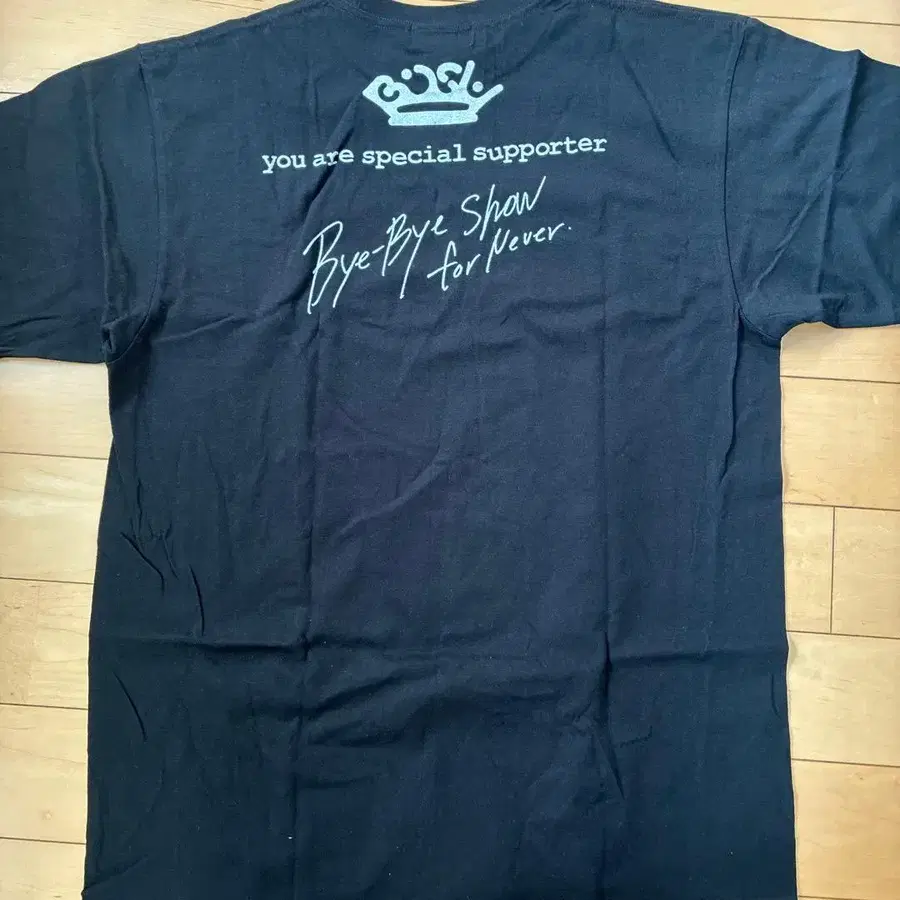 you are special supporter
Bye-Bye Show
for Never.